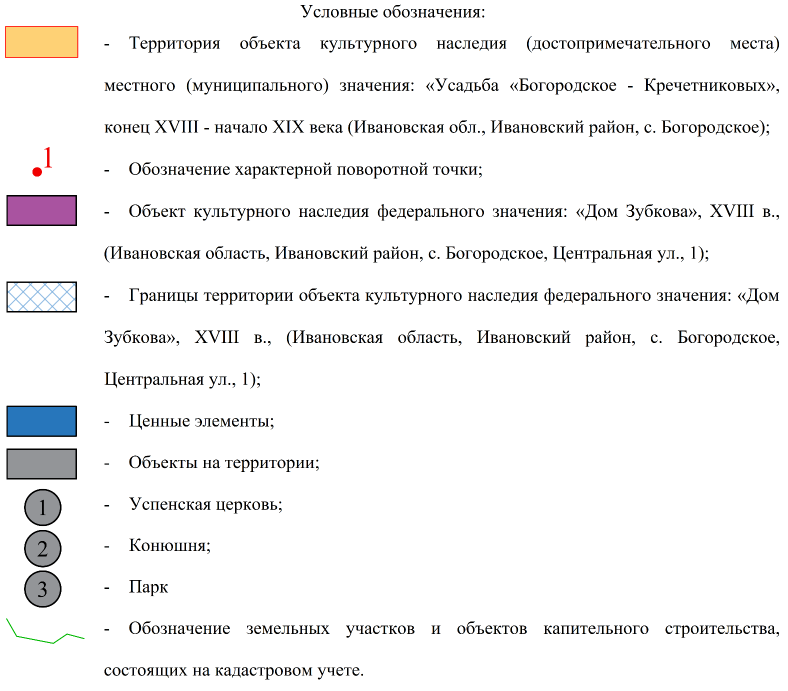 Условные обозначения:
- Территория объекта культурного наследия (достопримечательного места)
местного (муниципального) значения: «Усадьба «Богородское - Кречетниковых»,
конец XVIII - начало XIX века (Ивановская обл., Ивановский район, с. Богородское);
1
- Обозначение характерной поворотной точки;
- Объект культурного наследия федерального значения: «Дом Зубкова», XVIII в.,
(Ивановская область, Ивановский район, с. Богородское, Центральная ул., 1);
- Границы территории объекта культурного наследия федерального значения: «Дом
Зубкова», XVIII в., (Ивановская область, Ивановский район, с. Богородское,
Центральная ул., 1);
- Ценные элементы;
- Объекты на территории;
1 - Успенская церковь;
2 - Конюшня;
3 - Парк
- Обозначение земельных участков и объектов капительного строительства,
состоящих на кадастровом учете.